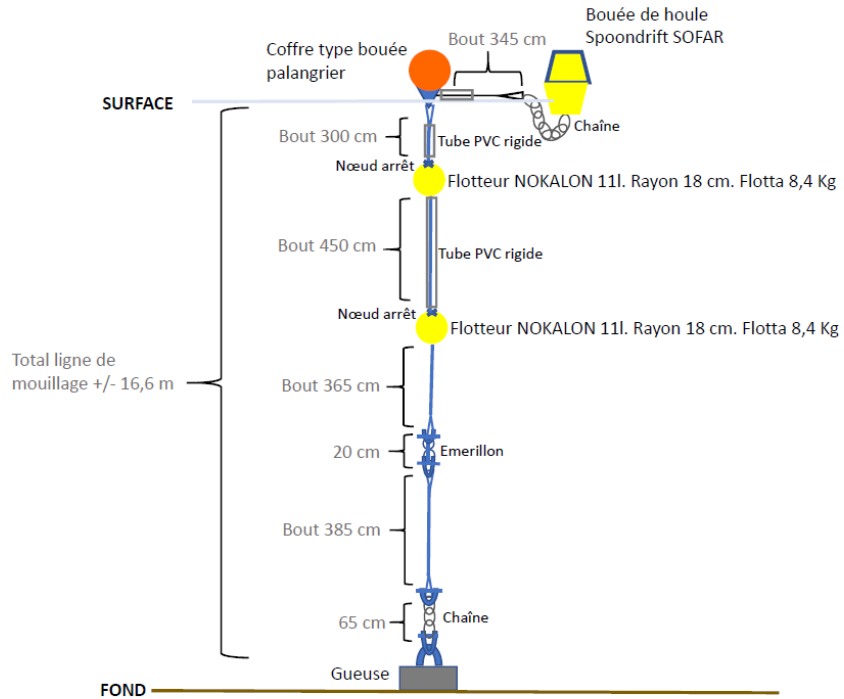 Bouée de houle
Spoondrift SOFAR
Coffre type bouée
palangrier
Bout 345 cm
SURFACE
Chaîne
Bout 300 cm
Tube PVC rigide
Nœud arrêt
Flotteur NOKALON 11l. Rayon 18 cm. Flotta 8,4 Kg
Bout 450 cm
Tube PVC rigide
Nœud arrêt
Flotteur NOKALON 11l. Rayon 18 cm. Flotta 8,4 Kg
Total ligne de
mouillage +/- 16,6 m
Bout 365 cm
20 cm
Emerillon
Bout 385 cm
65 cm
Chaîne
Gueuse
FOND